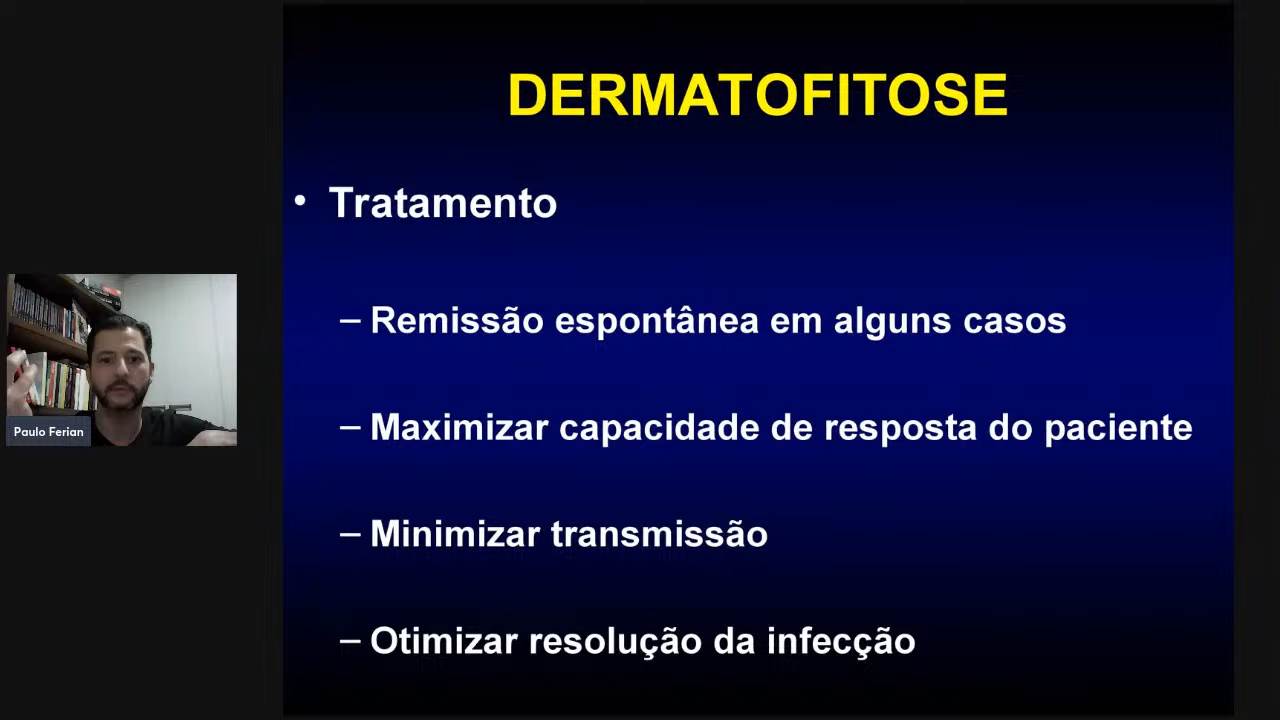 DERMATOFITOSE
• Tratamento
– Remissão espontânea em alguns casos
– Maximizar capacidade de resposta do paciente
– Minimizar transmissão
– Otimizar resolução da infecção
Paulo Ferian